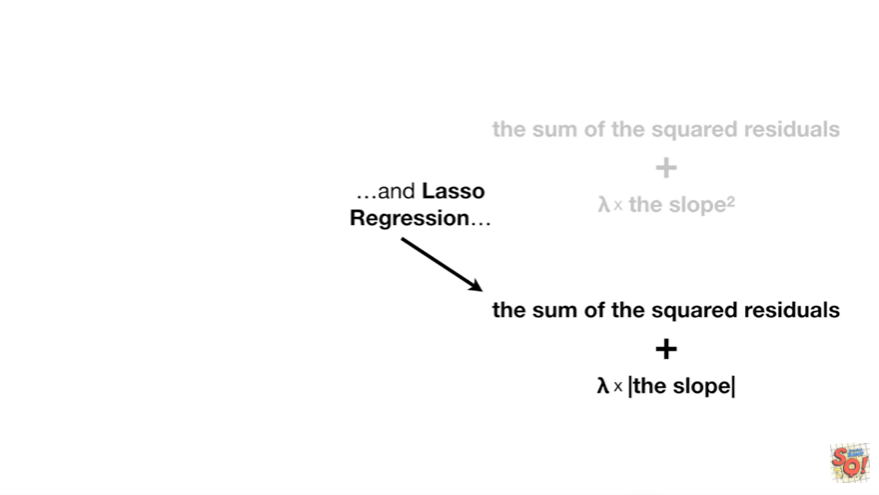 the sum of the squared residuals
+
λ x the slope²
…and Lasso
Regression…
the sum of the squared residuals
+
λ x |the slope|
SQ!